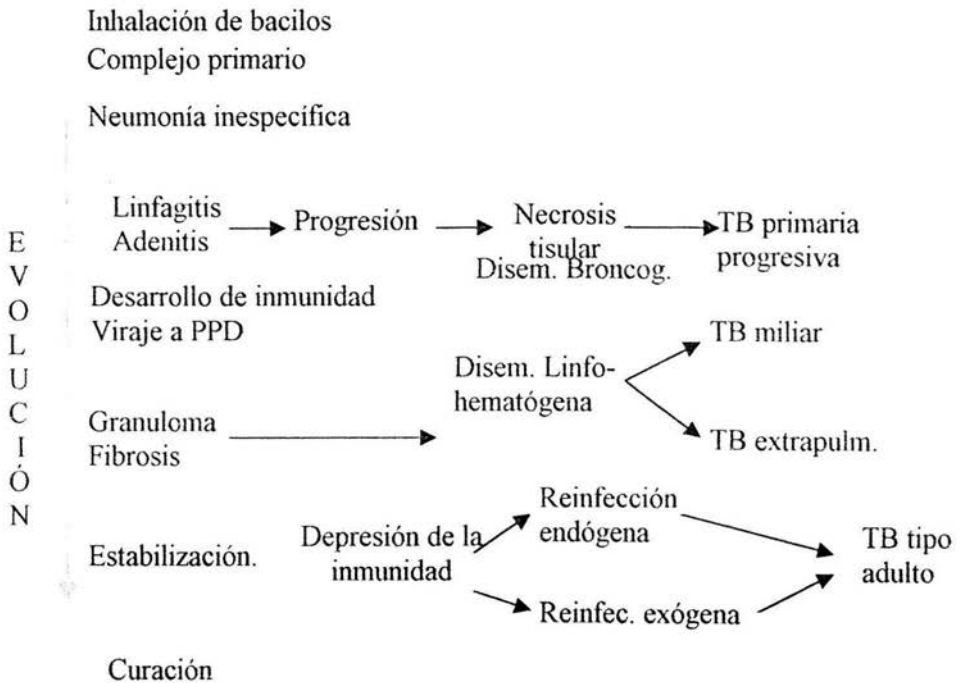 Inhalación de bacilos
Complejo primario
Neumonía inespecífica
Linfagitis
Adenitis
Progresión
Necrosis
tisular
Disem. Broncog.
TB primaria
progresiva
Desarrollo de inmunidad
Viraje a PPD
Disem. Linfo-
hematógena
TB miliar
TB extrapulm.
Granuloma
Fibrosis
Estabilización.
Depresión de la
inmunidad
Reinfección
endógena
Reinfec. exógena
TB tipo
adulto
Curación
E
V
O
L
U
C
I
Ó
N